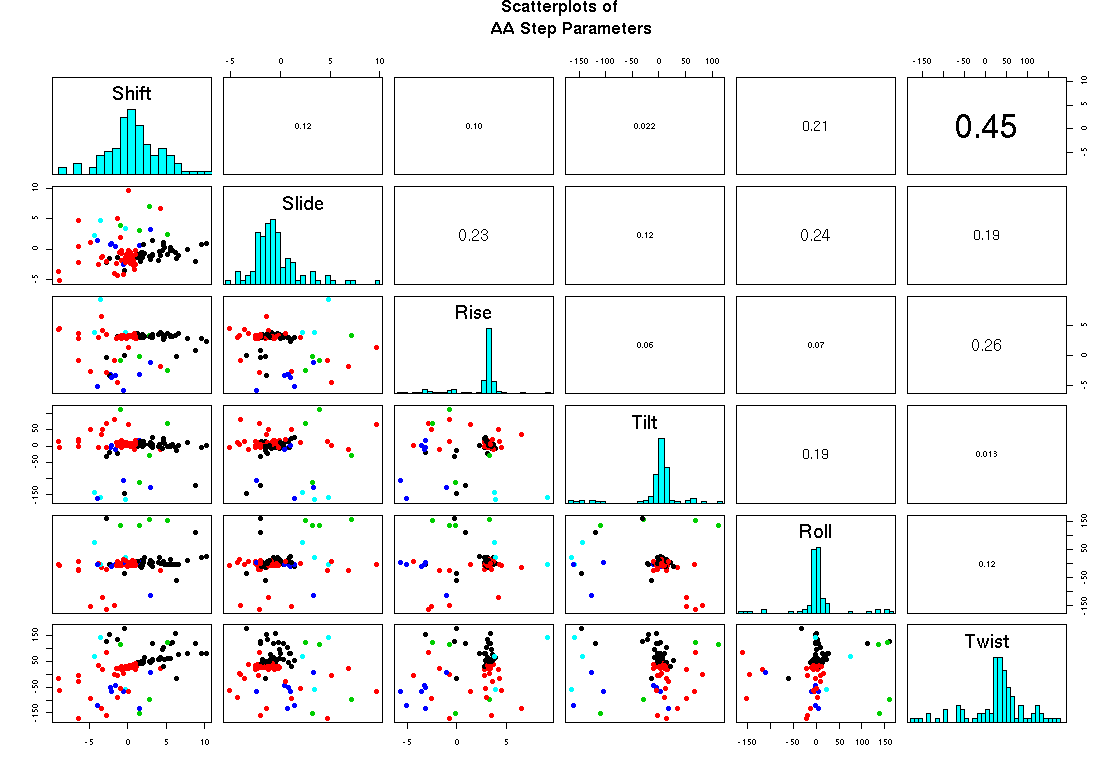 Scatterplots of
AA Step Parameters
-5 0 5 10 -150 -100 -50 0 50 100 -150 -50 0 50 100
Shift 0.12 0.10 0.022 0.21 0.45 -5 0 5 10
-5 0 5 10 Slide 0.23 0.12 0.24 0.19
Rise 0.06 0.07 0.26 -5 0 5
-150 -50 0 50 Tilt 0.19 0.013
Roll 0.12 -150 -50 0 50 150
-150 -50 0 50 150 Twist
-5 0 5 10 -5 0 5 -150 -50 0 50 100 150